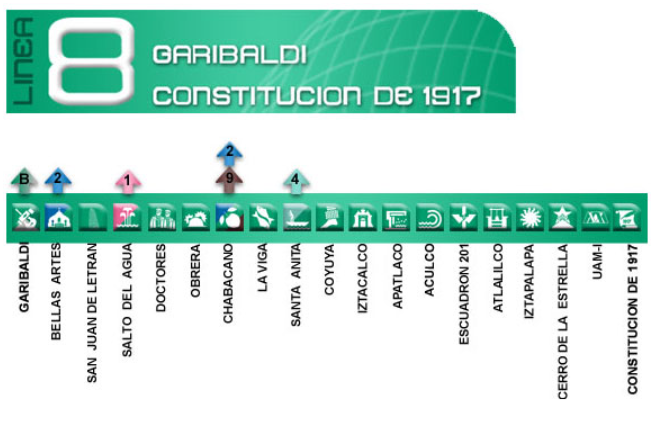 LINEA
8
GARIBALDI
CONSTITUCION DE 1917
2
B
2
1
9
4
GARIBALDI
BELLAS ARTES
SAN JUAN DE LETRAN
SALTO DEL AGUA
DOCTORES
OBRERA
CHABACANO
LA VIGA
SANTA ANITA
COYUYA
IZTACALCO
APATLACO
ACULCO
ESCUADRON 201
ATLALILCO
IZTAPALAPA
CERRO DE LA ESTRELLA
UAM-I
CONSTITUCION DE 1917